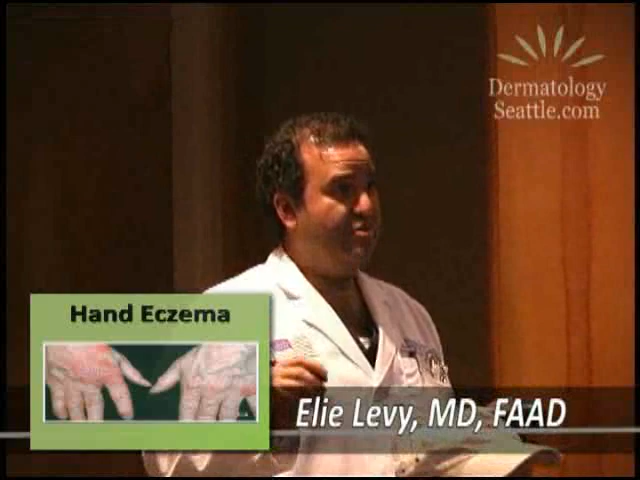 Dermatology
Seattle.com
Hand Eczema
Elie Levy, MD, FAAD